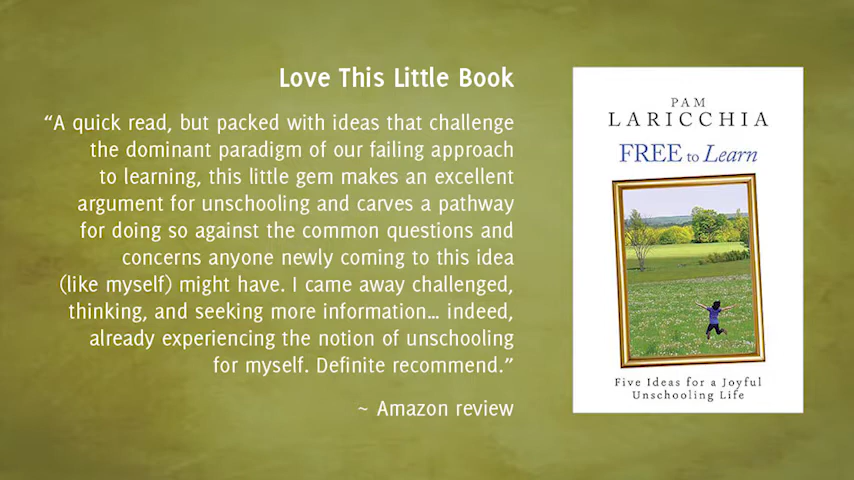 Love This Little Book
“A quick read, but packed with ideas that challenge
the dominant paradigm of our failing approach
to learning, this little gem makes an excellent
argument for unschooling and carves a pathway
for doing so against the common questions and
concerns anyone newly coming to this idea
(like myself) might have. I came away challenged,
thinking, and seeking more information... indeed,
already experiencing the notion of unschooling
for myself. Definite recommend.”
~ Amazon review
PAM
LARICCHIA
FREE to Learn
Five Ideas for a Joyful
Unschooling Life